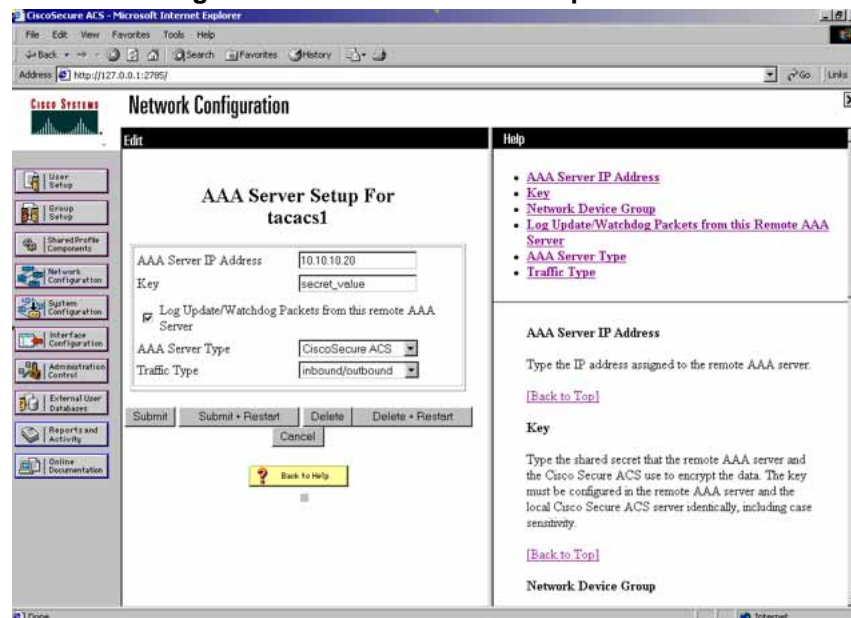 CiscoSecure ACS - Microsoft Internet Explorer
File Edit View Favorites Tools Help
Back Search Favorites History
Address http://127.0.0.1:2785/ Go Links
CISCO SYSTEMS
Network Configuration
User Setup
Group Setup
Shared Profile Components
Network Configuration
System Configuration
Interface Configuration
Administration Control
External User Databases
Reports and Activity
Online Documentation
Edit
AAA Server Setup For
tacacs1
AAA Server IP Address 10.10.10.20
Key secret_value
Log Update/Watchdog Packets from this remote AAA
Server
AAA Server Type CiscoSecure ACS
Traffic Type inbound/outbound
Submit Submit + Restart Delete Delete + Restart
Cancel
? Back to Help
Help
• AAA Server IP Address
• Key
• Network Device Group
• Log Update/Watchdog Packets from this Remote AAA
Server
• AAA Server Type
• Traffic Type
AAA Server IP Address
Type the IP address assigned to the remote AAA server.
[Back to Top]
Key
Type the shared secret that the remote AAA server and
the Cisco Secure ACS use to encrypt the data. The key
must be configured in the remote AAA server and the
local Cisco Secure ACS server identically, including case
sensitivity.
[Back to Top]
Network Device Group
Done
Internet